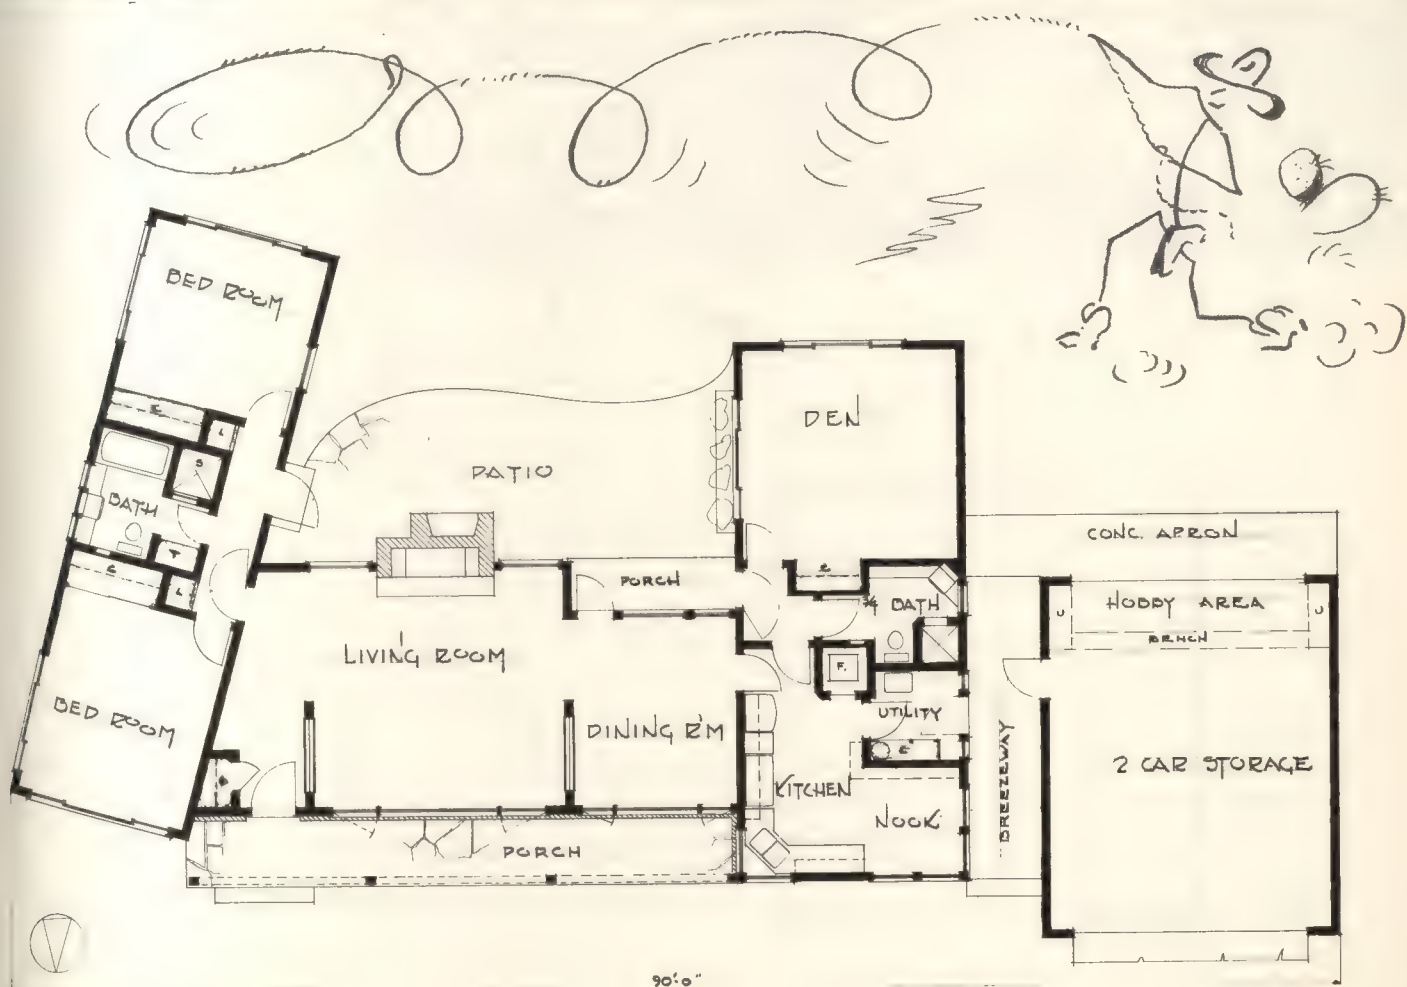 BED ROOM
C
L
S
BATH
T
C
L
BED ROOM
PATIO
DEN
PORCH
C
3/4 BATH
CONC. APRON
HOBBY AREA
U
U
BENCH
LIVING ROOM
DINING R'M
F.
UTILITY
C
KITCHEN
NOOK
BREEZEWAY
2 CAR STORAGE
PORCH
90'-0"